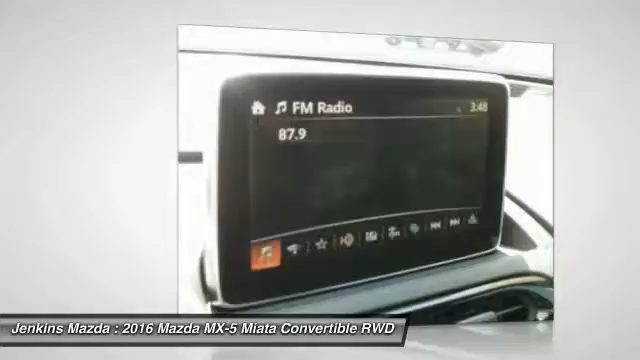 FM Radio 3:48
87.9
Jenkins Mazda : 2016 Mazda MX-5 Miata Convertible RWD